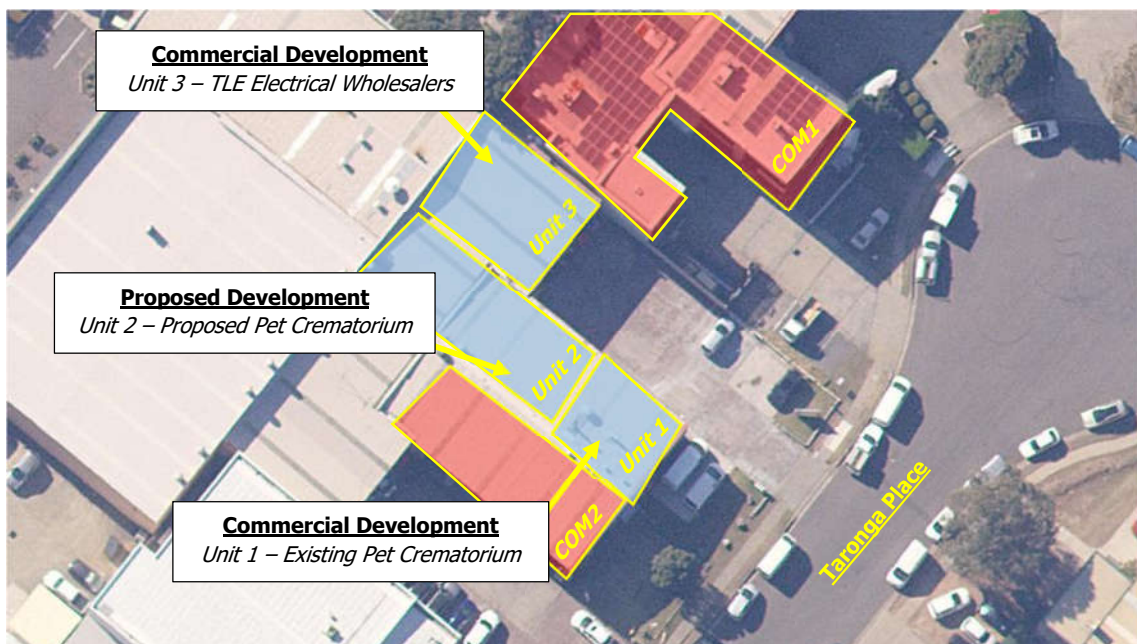 Commercial Development
Unit 3 – TLE Electrical Wholesalers
COM1
Unit 3
Proposed Development
Unit 2 – Proposed Pet Crematorium
Unit 2
Unit 1
Commercial Development
Unit 1 – Existing Pet Crematorium
COM2
Taronga Place